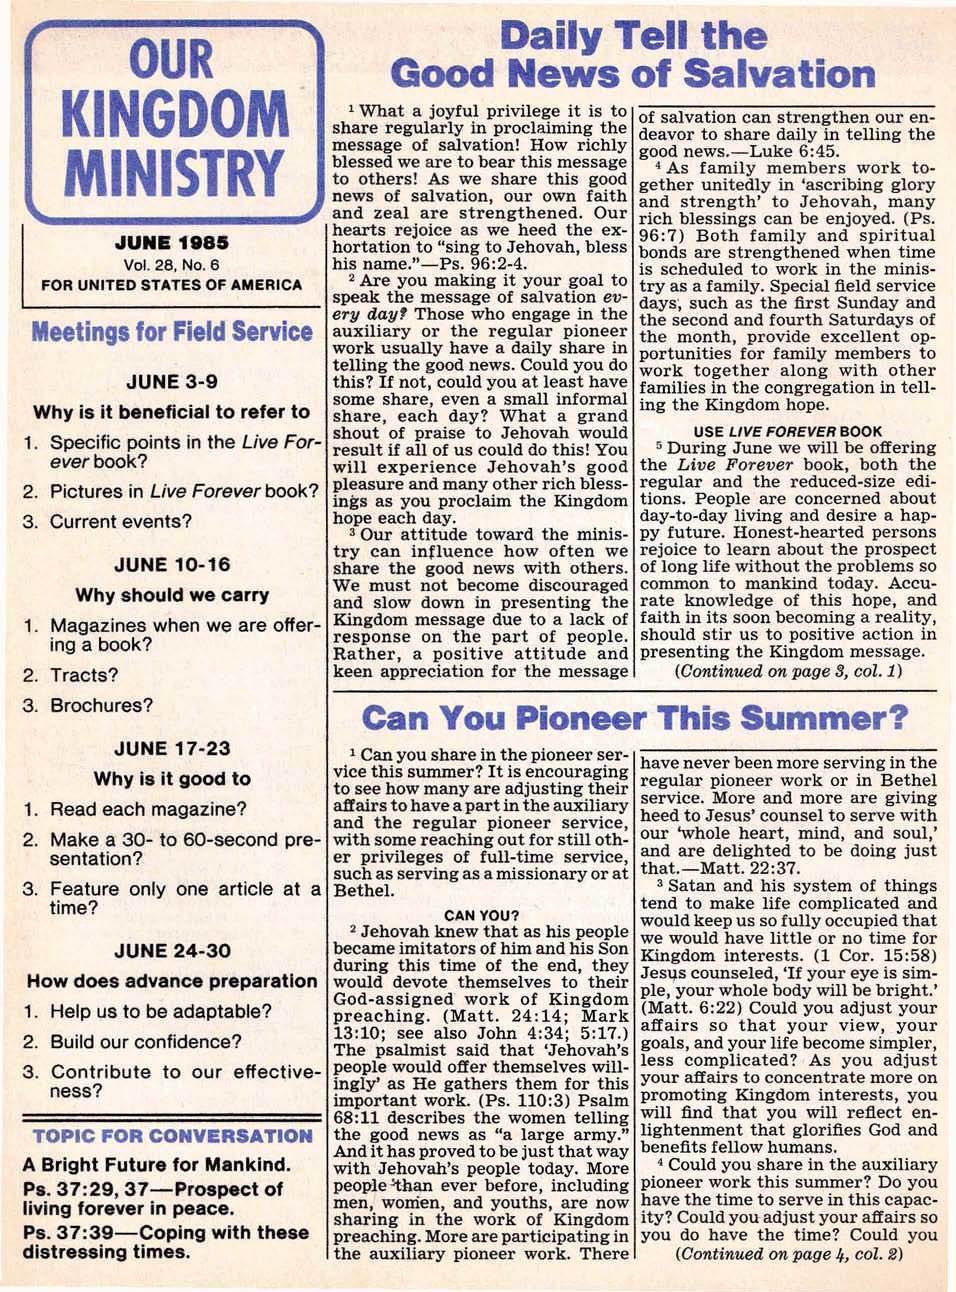 OUR
KINGDOM
MINISTRY
JUNE 1985
Vol. 28, No. 6
FOR UNITED STATES OF AMERICA
Meetings for Field Service
JUNE 3-9
Why is it beneficial to refer to
1. Specific points in the Live For-
ever book?
2. Pictures in Live Forever book?
3. Current events?
JUNE 10-16
Why should we carry
1. Magazines when we are offer-
ing a book?
2. Tracts?
3. Brochures?
JUNE 17-23
Why is it good to
1. Read each magazine?
2. Make a 30- to 60-second pre-
sentation?
3. Feature only one article at a
time?
JUNE 24-30
How does advance preparation
1. Help us to be adaptable?
2. Build our confidence?
3. Contribute to our effective-
ness?
TOPIC FOR CONVERSATION
A Bright Future for Mankind.
Ps. 37:29, 37—Prospect of
living forever in peace.
Ps. 37:39—Coping with these
distressing times.
Daily Tell the
Good News of Salvation
1 What a joyful privilege it is to
share regularly in proclaiming the
message of salvation! How richly
blessed we are to bear this message
to others! As we share this good
news of salvation, our own faith
and zeal are strengthened. Our
hearts rejoice as we heed the ex-
hortation to “sing to Jehovah, bless
his name.”—Ps. 96:2-4.
2 Are you making it your goal to
speak the message of salvation ev-
ery day? Those who engage in the
auxiliary or the regular pioneer
work usually have a daily share in
telling the good news. Could you do
this? If not, could you at least have
some share, even a small informal
share, each day? What a grand
shout of praise to Jehovah would
result if all of us could do this! You
will experience Jehovah’s good
pleasure and many other rich bless-
ings as you proclaim the Kingdom
hope each day.
3 Our attitude toward the minis-
try can influence how often we
share the good news with others.
We must not become discouraged
and slow down in presenting the
Kingdom message due to a lack of
response on the part of people.
Rather, a positive attitude and
keen appreciation for the message
of salvation can strengthen our en-
deavor to share daily in telling the
good news.—Luke 6:45.
4 As family members work to-
gether unitedly in ‘ascribing glory
and strength’ to Jehovah, many
rich blessings can be enjoyed. (Ps.
96:7) Both family and spiritual
bonds are strengthened when time
is scheduled to work in the minis-
try as a family. Special field service
days, such as the first Sunday and
the second and fourth Saturdays of
the month, provide excellent op-
portunities for family members to
work together along with other
families in the congregation in tell-
ing the Kingdom hope.
USE LIVE FOREVER BOOK
5 During June we will be offering
the Live Forever book, both the
regular and the reduced-size edi-
tions. People are concerned about
day-to-day living and desire a hap-
py future. Honest-hearted persons
rejoice to learn about the prospect
of long life without the problems so
common to mankind today. Accu-
rate knowledge of this hope, and
faith in its soon becoming a reality,
should stir us to positive action in
presenting the Kingdom message.
(Continued on page 3, col. 1)
Can You Pioneer This Summer?
1 Can you share in the pioneer ser-
vice this summer? It is encouraging
to see how many are adjusting their
affairs to have a part in the auxiliary
and the regular pioneer service,
with some reaching out for still oth-
er privileges of full-time service,
such as serving as a missionary or at
Bethel.
CAN YOU?
2 Jehovah knew that as his people
became imitators of him and his Son
during this time of the end, they
would devote themselves to their
God-assigned work of Kingdom
preaching. (Matt. 24:14; Mark
13:10; see also John 4:34; 5:17.)
The psalmist said that ‘Jehovah’s
people would offer themselves will-
ingly’ as He gathers them for this
important work. (Ps. 110:3) Psalm
68:11 describes the women telling
the good news as “a large army.”
And it has proved to be just that way
with Jehovah’s people today. More
people than ever before, including
men, women, and youths, are now
sharing in the work of Kingdom
preaching. More are participating in
the auxiliary pioneer work. There
have never been more serving in the
regular pioneer work or in Bethel
service. More and more are giving
heed to Jesus’ counsel to serve with
our ‘whole heart, mind, and soul,’
and are delighted to be doing just
that.—Matt. 22:37.
3 Satan and his system of things
tend to make life complicated and
would keep us so fully occupied that
we would have little or no time for
Kingdom interests. (1 Cor. 15:58)
Jesus counseled, ‘If your eye is sim-
ple, your whole body will be bright.’
(Matt. 6:22) Could you adjust your
affairs so that your view, your
goals, and your life become simpler,
less complicated? As you adjust
your affairs to concentrate more on
promoting Kingdom interests, you
will find that you will reflect en-
lightenment that glorifies God and
benefits fellow humans.
4 Could you share in the auxiliary
pioneer work this summer? Do you
have the time to serve in this capac-
ity? Could you adjust your affairs so
you do have the time? Could you
(Continued on page 4, col. 2)